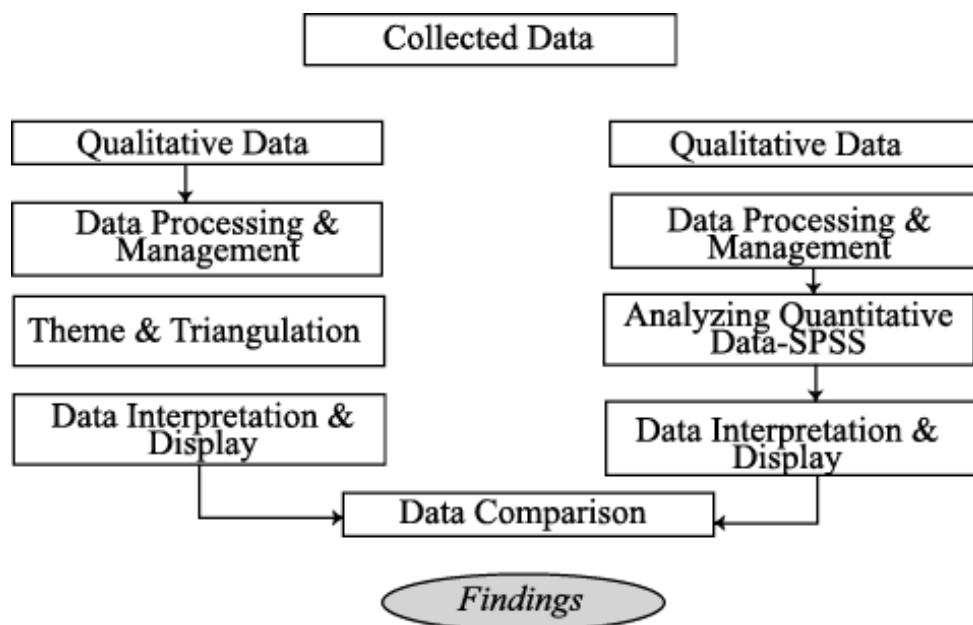 Collected Data
Qualitative Data
Data Processing &
Management
Theme & Triangulation
Data Interpretation &
Display
Qualitative Data
Data Processing &
Management
Analyzing Quantitative
Data-SPSS
Data Interpretation &
Display
Data Comparison
Findings